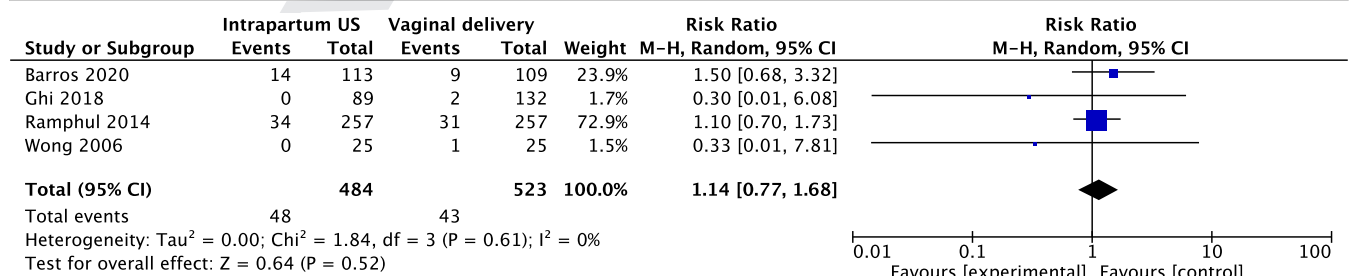 Intrapartum US Vaginal delivery Risk Ratio Risk Ratio
Study or Subgroup Events Total Events Total Weight M-H, Random, 95% CI M-H, Random, 95% CI
Barros 2020 14 113 9 109 23.9% 1.50 [0.68, 3.32]
Ghi 2018 0 89 2 132 1.7% 0.30 [0.01, 6.08]
Ramphul 2014 34 257 31 257 72.9% 1.10 [0.70, 1.73]
Wong 2006 0 25 1 25 1.5% 0.33 [0.01, 7.81]
Total (95% CI) 484 523 100.0% 1.14 [0.77, 1.68]
Total events 48 43
Heterogeneity: Tau² = 0.00; Chi² = 1.84, df = 3 (P = 0.61); I² = 0%
Test for overall effect: Z = 0.64 (P = 0.52)
0.01 0.1 1 10 100
Favours [experimental] Favours [control]